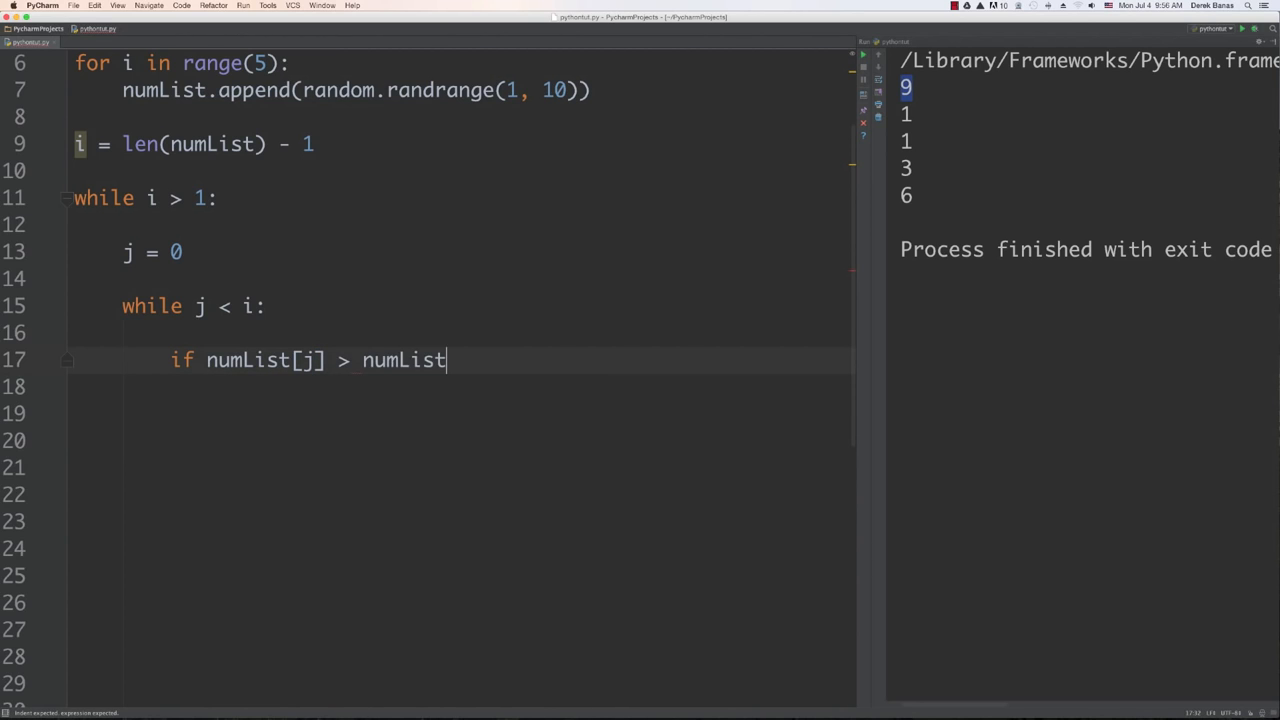 PyCharm File Edit View Navigate Code Refactor Run Tools VCS Window Help 10 100% Mon Jul 4 9:56 AM Derek Banas
pythontut.py - PycharmProjects - [~/PycharmProjects]
PycharmProjects pythontut.py pythontut
pythontut.py
Run: pythontut
6 for i in range(5):
7 numList.append(random.randrange(1, 10))
8
9 i = len(numList) - 1
10
11 while i > 1:
12
13 j = 0
14
15 while j < i:
16
17 if numList[j] > numList
18
19
20
21
22
23
24
25
26
27
28
29
/Library/Frameworks/Python.frame
9
1
1
3
6
Process finished with exit code
Indent expected. expression expected.
17:32 LF÷ UTF-8÷